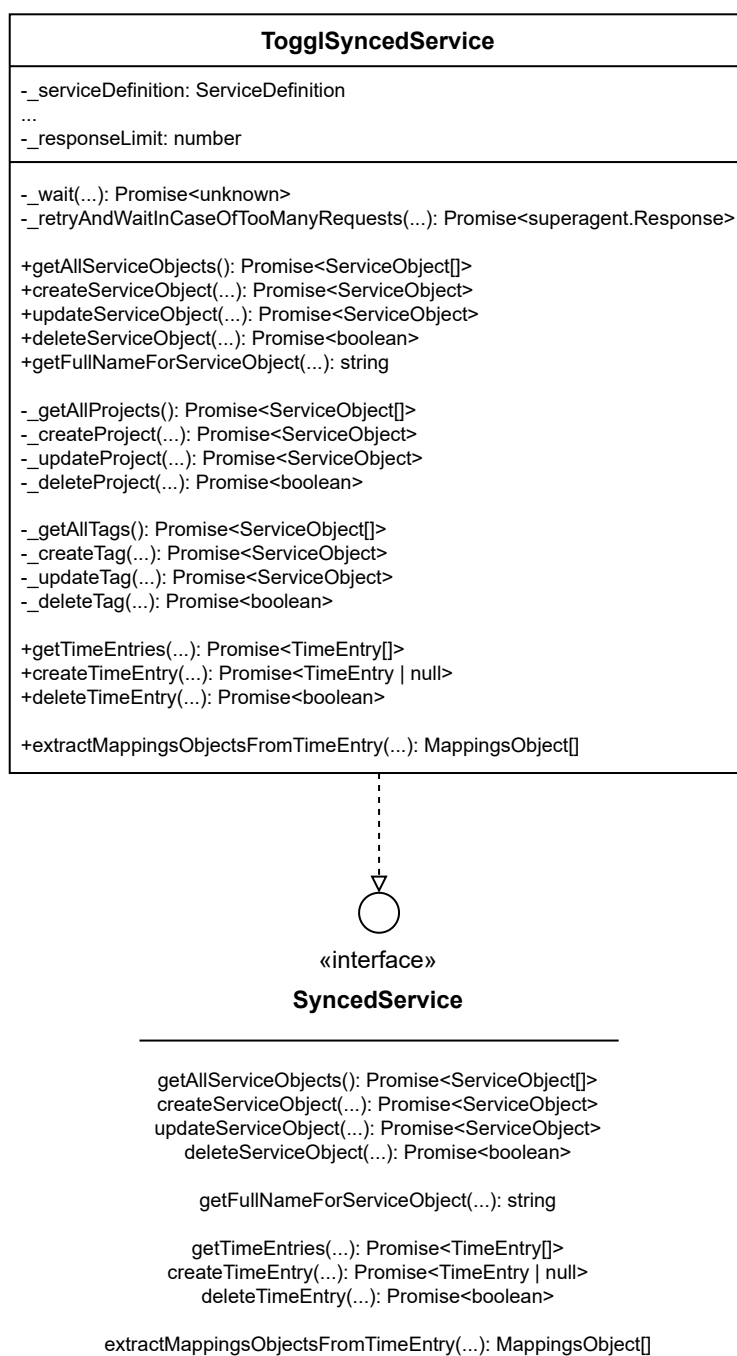 TogglSyncedService
-_serviceDefinition: ServiceDefinition
...
-_responseLimit: number
-_wait(...): Promise<unknown>
-_retryAndWaitInCaseOfTooManyRequests(...): Promise<superagent.Response>
+getAllServiceObjects(): Promise<ServiceObject[]>
+createServiceObject(...): Promise<ServiceObject>
+updateServiceObject(...): Promise<ServiceObject>
+deleteServiceObject(...): Promise<boolean>
+getFullNameForServiceObject(...): string
-_getAllProjects(): Promise<ServiceObject[]>
-_createProject(...): Promise<ServiceObject>
-_updateProject(...): Promise<ServiceObject>
-_deleteProject(...): Promise<boolean>
-_getAllTags(): Promise<ServiceObject[]>
-_createTag(...): Promise<ServiceObject>
-_updateTag(...): Promise<ServiceObject>
-_deleteTag(...): Promise<boolean>
+getTimeEntries(...): Promise<TimeEntry[]>
+createTimeEntry(...): Promise<TimeEntry | null>
+deleteTimeEntry(...): Promise<boolean>
+extractMappingsObjectsFromTimeEntry(...): MappingsObject[]
«interface»
SyncedService
getAllServiceObjects(): Promise<ServiceObject[]>
createServiceObject(...): Promise<ServiceObject>
updateServiceObject(...): Promise<ServiceObject>
deleteServiceObject(...): Promise<boolean>
getFullNameForServiceObject(...): string
getTimeEntries(...): Promise<TimeEntry[]>
createTimeEntry(...): Promise<TimeEntry | null>
deleteTimeEntry(...): Promise<boolean>
extractMappingsObjectsFromTimeEntry(...): MappingsObject[]